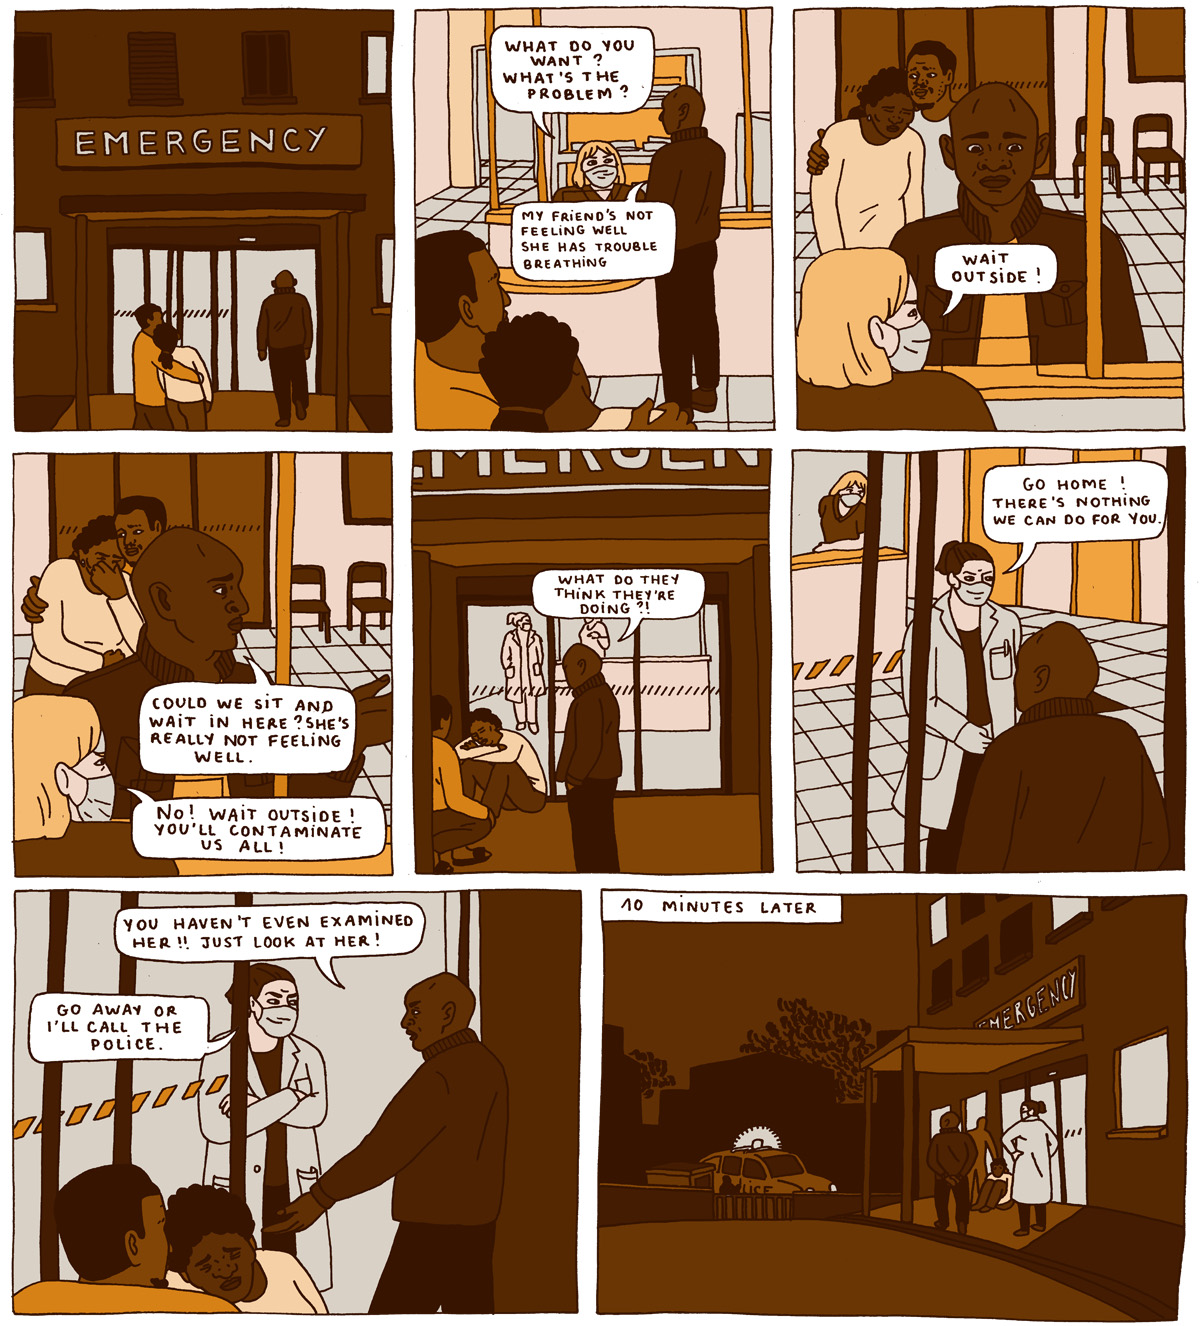 EMERGENCY
WHAT DO YOU
WANT ?
WHAT'S THE
PROBLEM ?
MY FRIEND'S NOT
FEELING WELL
SHE HAS TROUBLE
BREATHING
WAIT
OUTSIDE !
COULD WE SIT AND
WAIT IN HERE ? SHE'S
REALLY NOT FEELING
WELL.
NO! WAIT OUTSIDE !
YOU'LL CONTAMINATE
US ALL !
EMERGEN
WHAT DO THEY
THINK THEY'RE
DOING ?!
GO HOME !
THERE'S NOTHING
WE CAN DO FOR YOU.
YOU HAVEN'T EVEN EXAMINED
HER !! JUST LOOK AT HER !
GO AWAY OR
I'LL CALL THE
POLICE.
10 MINUTES LATER
EMERGENCY
LICE